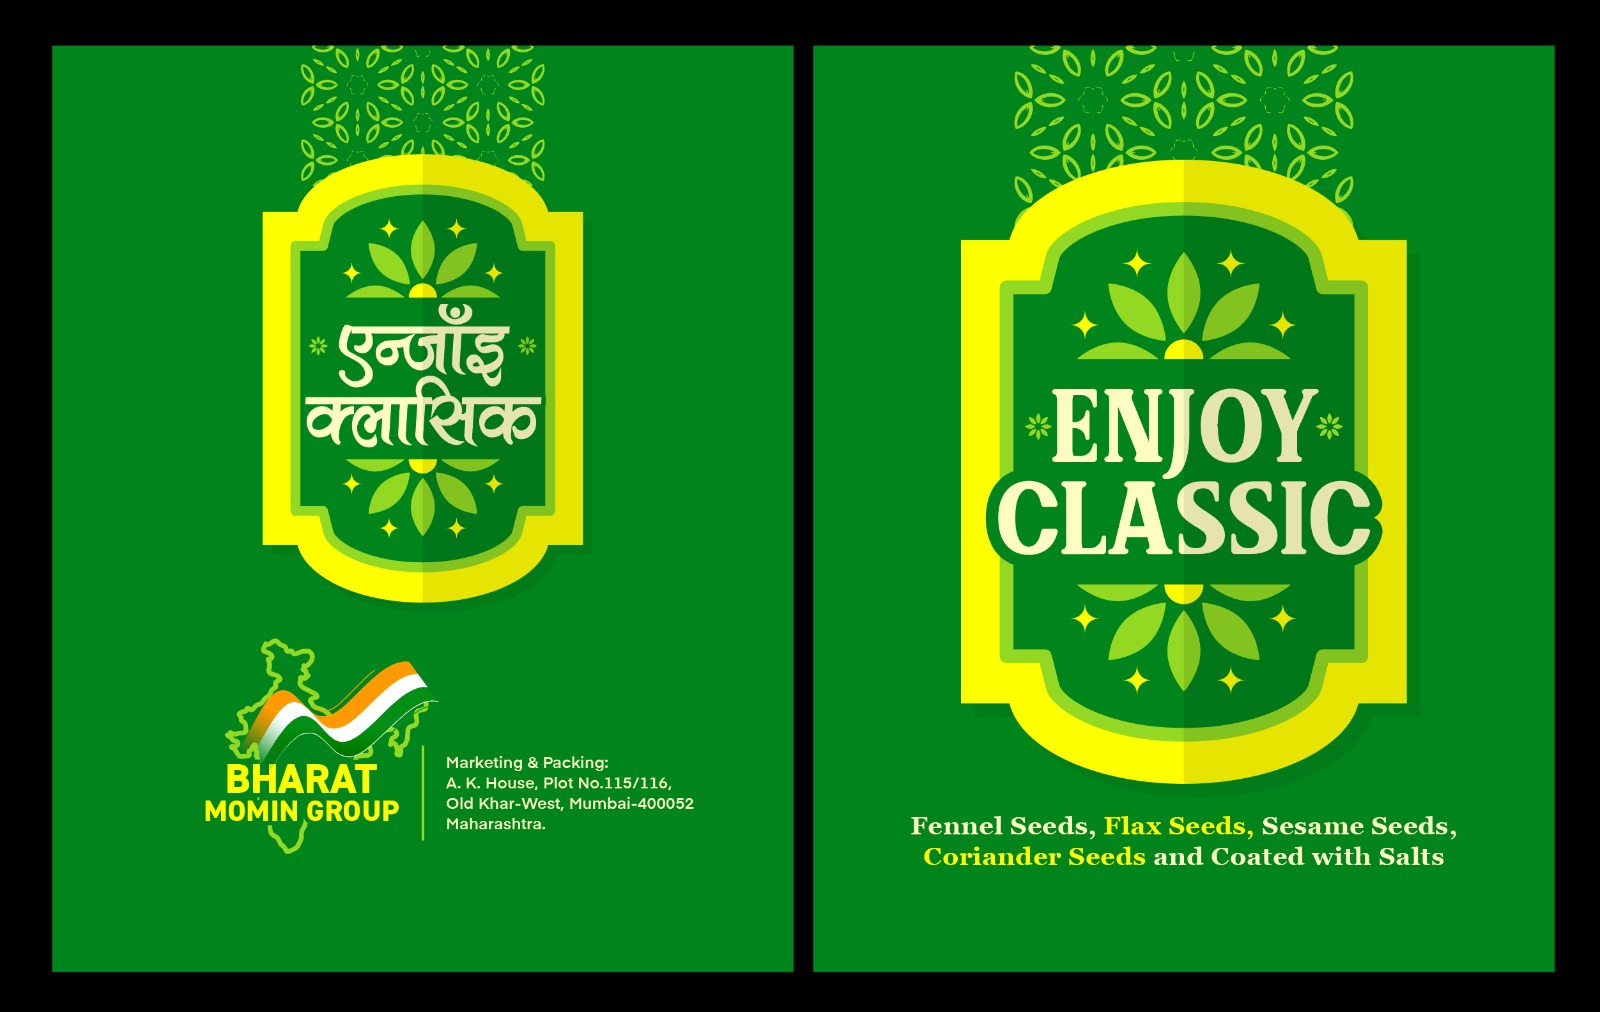 एन्जॉंइ
क्लासिक
BHARAT
MOMIN GROUP
Marketing & Packing:
A. K. House, Plot No.115/116,
Old Khar-West, Mumbai-400052
Maharashtra.
ENJOY
CLASSIC
Fennel Seeds, Flax Seeds, Sesame Seeds,
Coriander Seeds and Coated with Salts